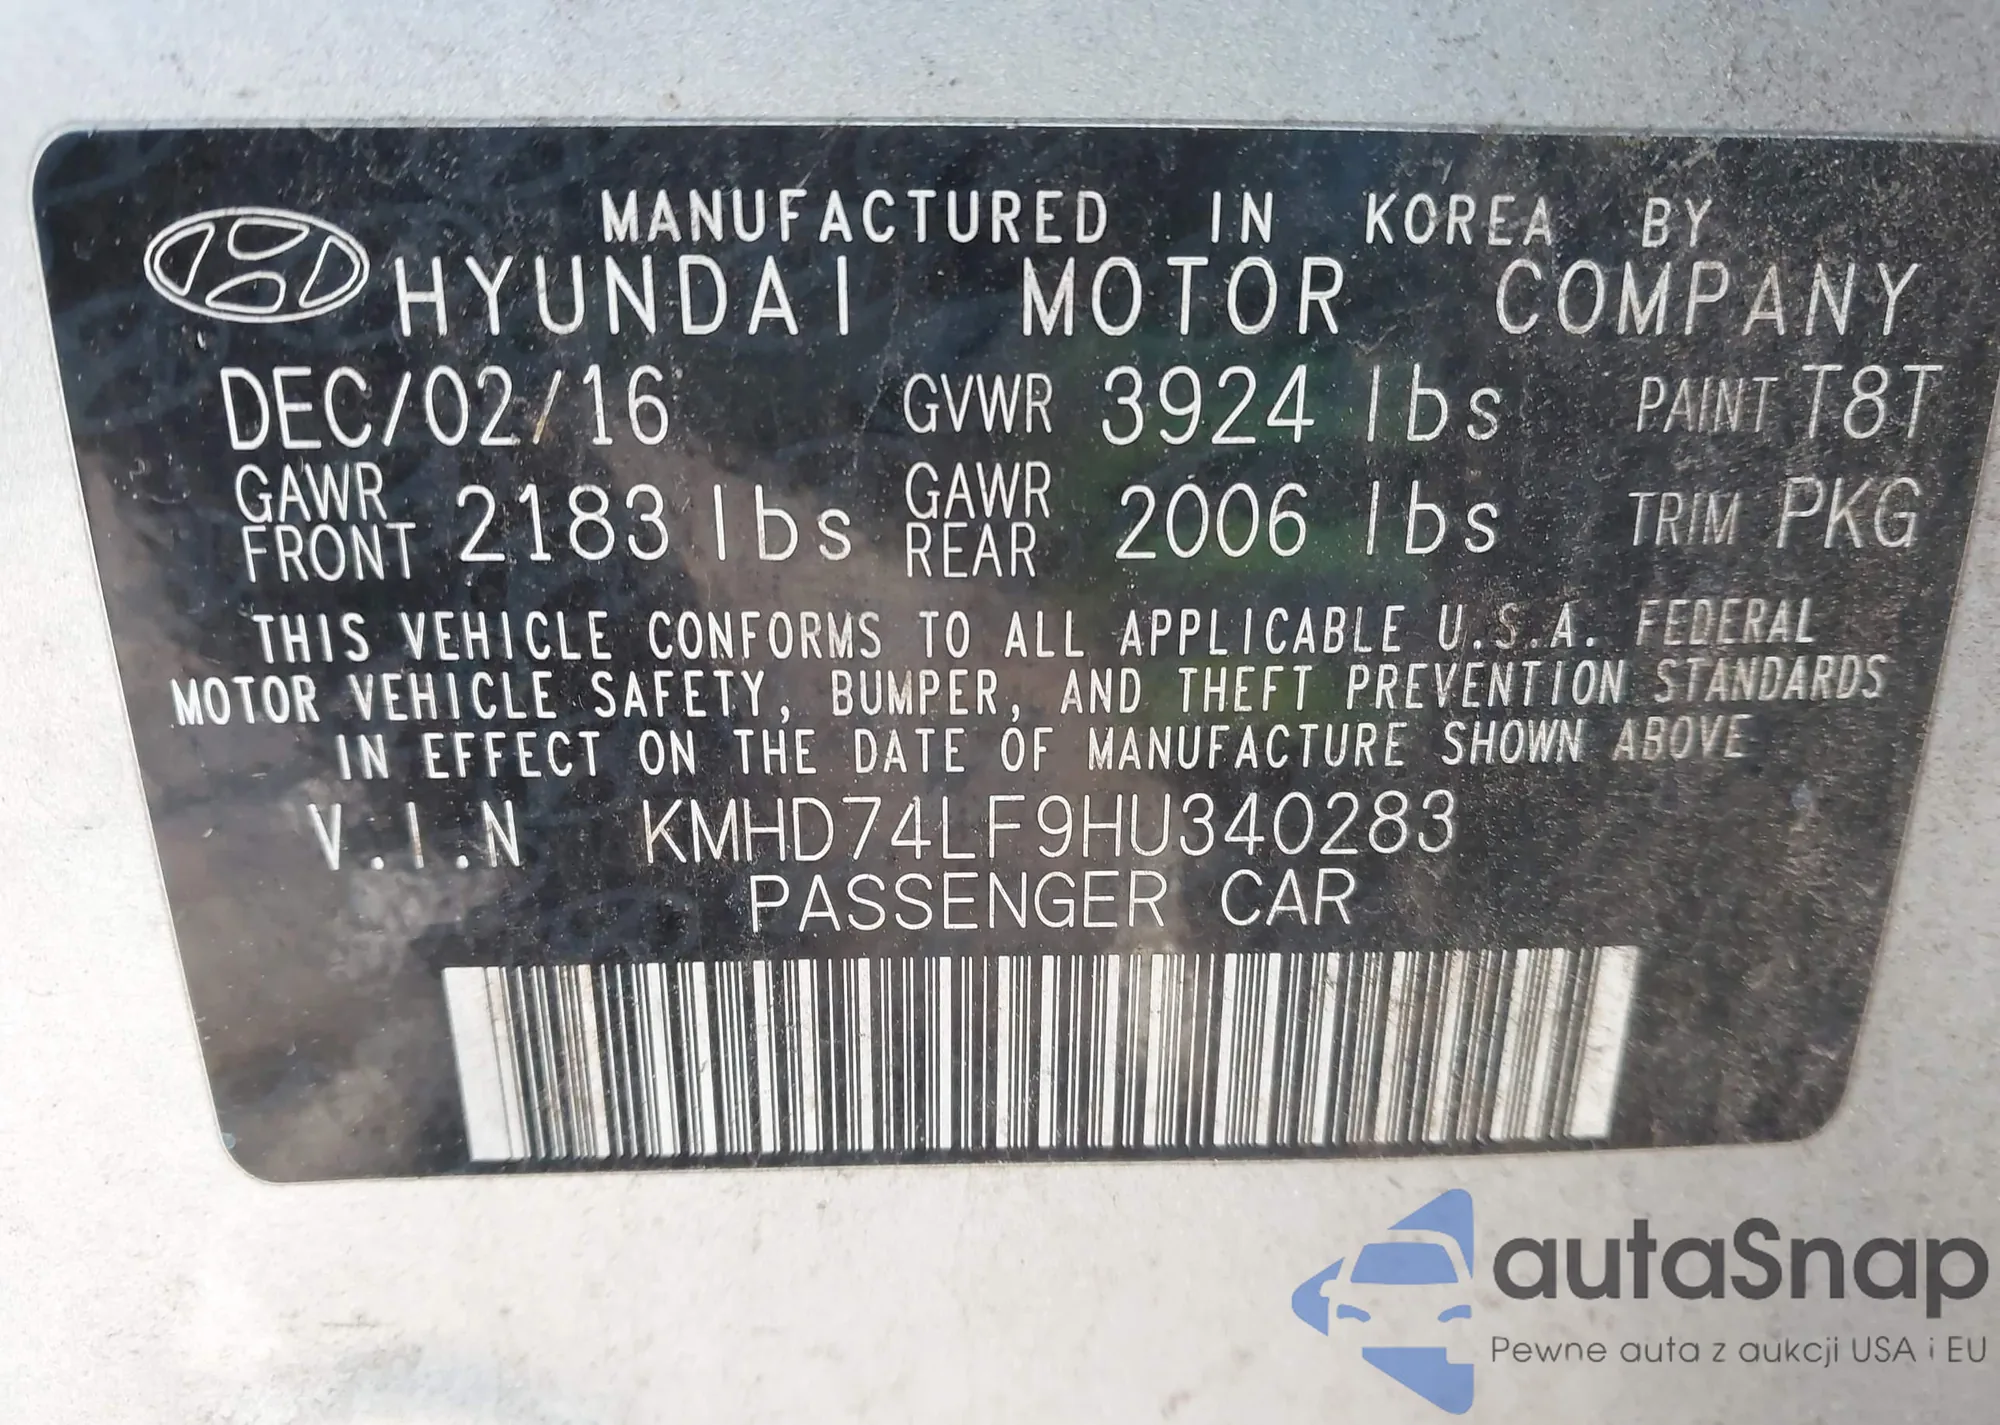 MANUFACTURED IN KOREA BY
HYUNDAI MOTOR COMPANY
DEC/02/16 GVWR 3924 lbs PAINT T8T
GAWR FRONT 2183 lbs GAWR REAR 2006 lbs TRIM PKG
THIS VEHICLE CONFORMS TO ALL APPLICABLE U.S.A. FEDERAL
MOTOR VEHICLE SAFETY, BUMPER, AND THEFT PREVENTION STANDARDS
IN EFFECT ON THE DATE OF MANUFACTURE SHOWN ABOVE
V.I.N KMHD74LF9HU340283
PASSENGER CAR
autaSnap
Pewne auta z aukcji USA i EU